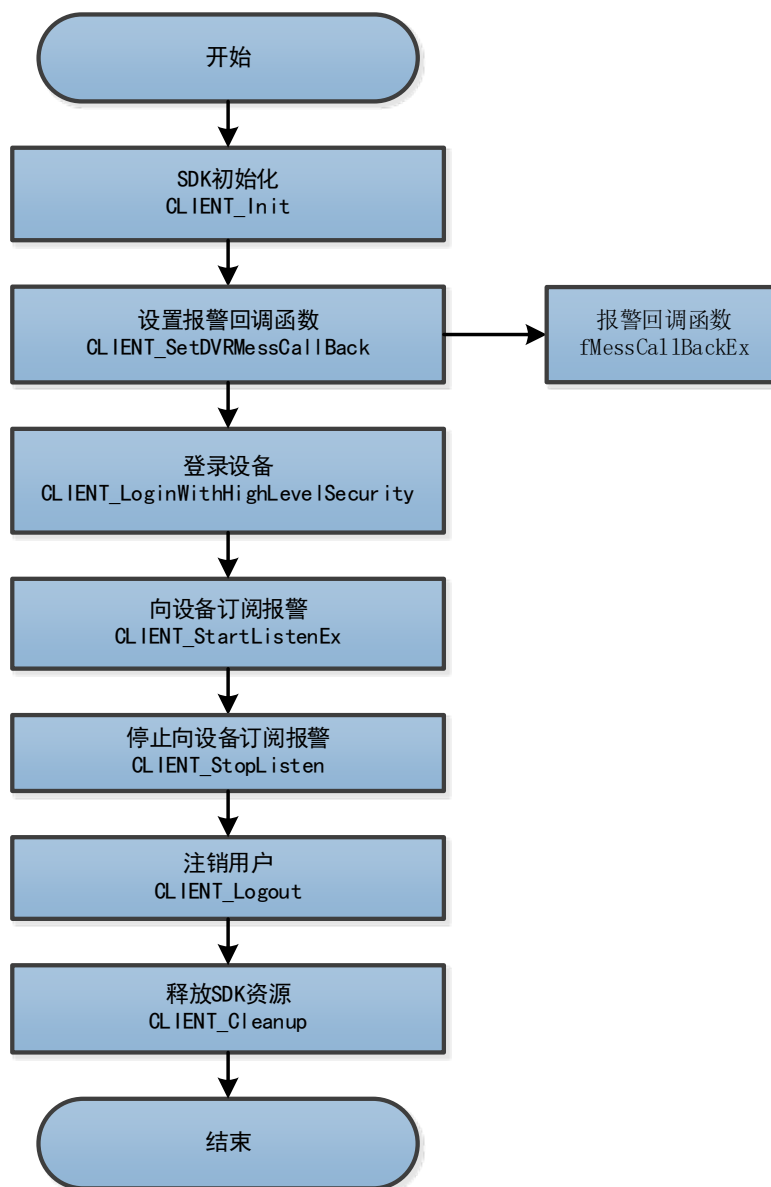 开始
SDK初始化
CLIENT_Init
设置报警回调函数
CLIENT_SetDVRMessCallBack
报警回调函数
fMessCallBackEx
登录设备
CLIENT_LoginWithHighLevelSecurity
向设备订阅报警
CLIENT_StartListenEx
停止向设备订阅报警
CLIENT_StopListen
注销用户
CLIENT_Logout
释放SDK资源
CLIENT_Cleanup
结束